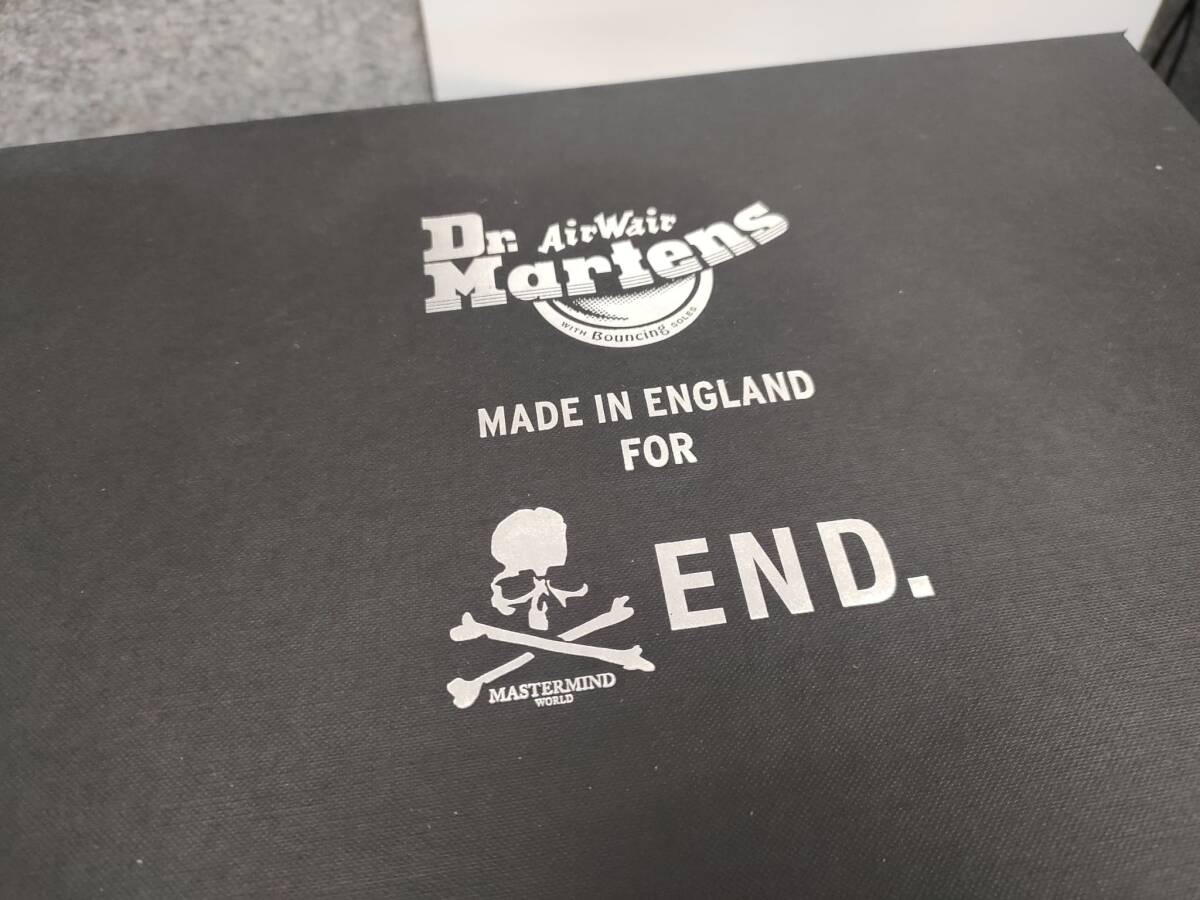 Dr. AirWair
Martens
WITH Bouncing SOLES
MADE IN ENGLAND
FOR
END.
MASTERMIND
WORLD